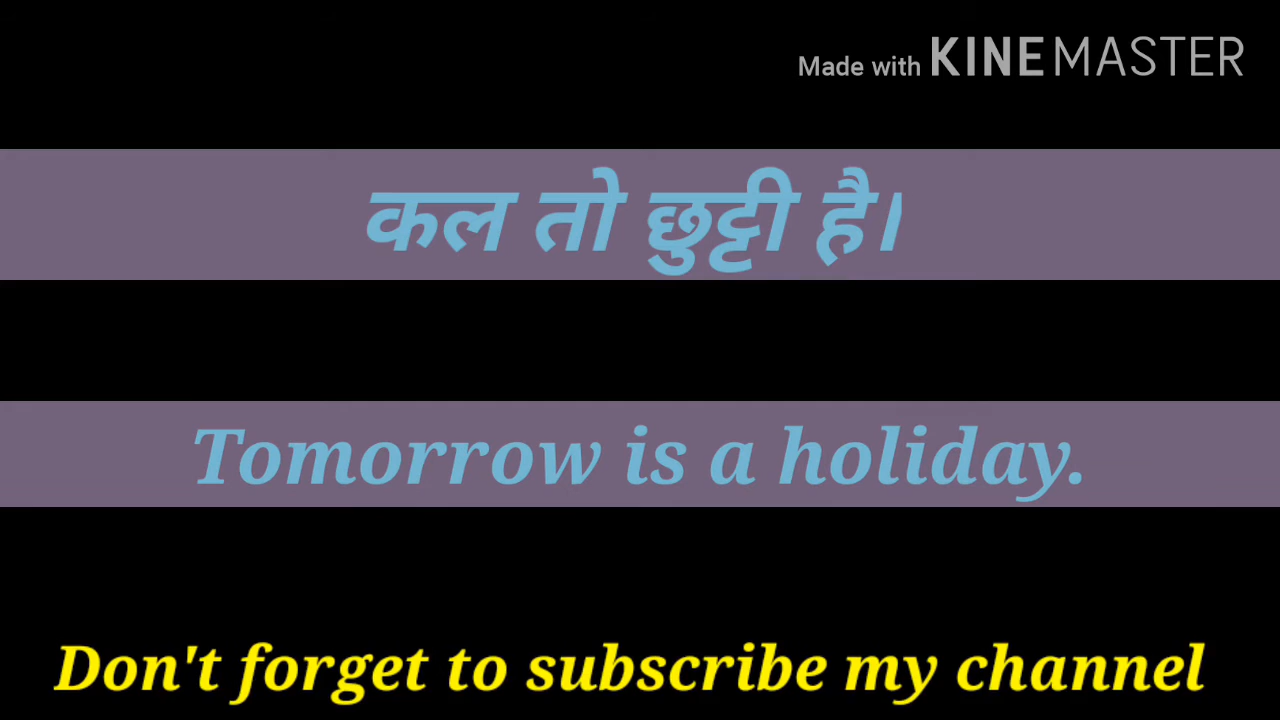 Made with KINEMASTER
कल तो छुट्टी है।
Tomorrow is a holiday.
Don't forget to subscribe my channel